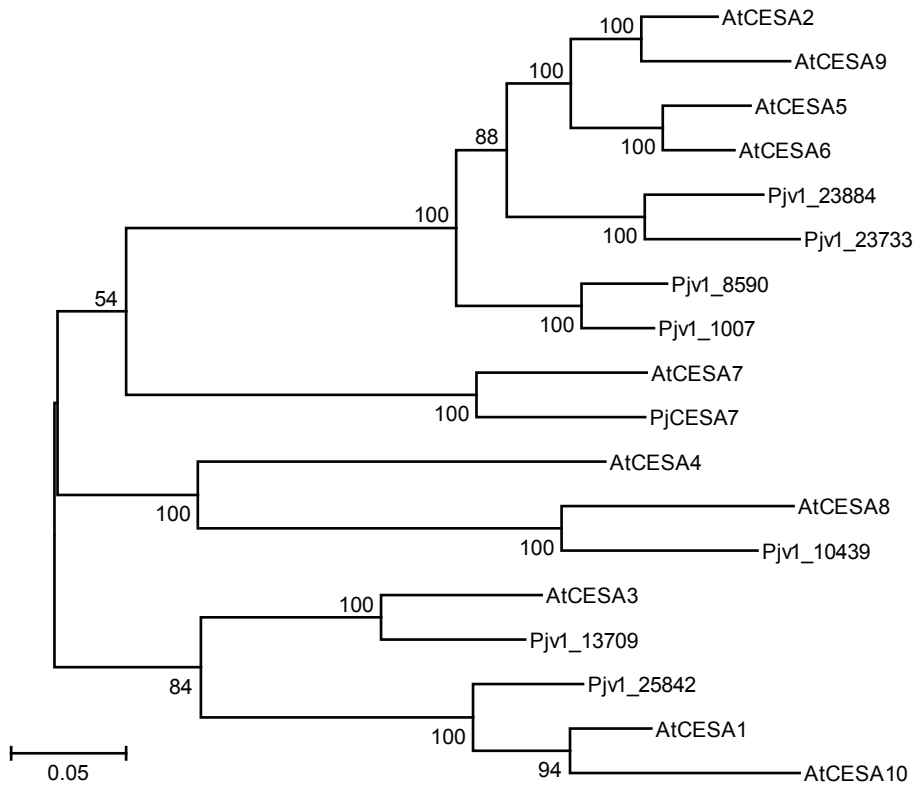 AtCESA2
100
AtCESA9
100
AtCESA5
88
100
AtCESA6
Pjv1_23884
100
100
Pjv1_23733
Pjv1_8590
54
100
Pjv1_1007
AtCESA7
100
PjCESA7
AtCESA4
100
AtCESA8
100
Pjv1_10439
AtCESA3
100
Pjv1_13709
84
Pjv1_25842
100
AtCESA1
94
AtCESA10
0.05